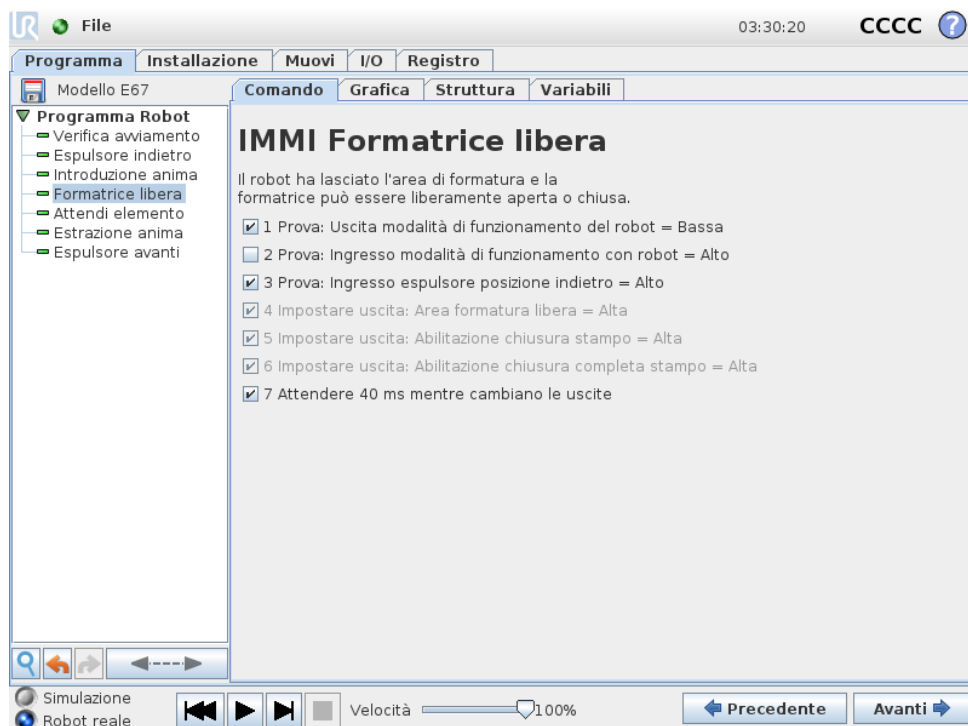 UR File 03:30:20 CCCC ?
Programma Installazione Muovi I/O Registro
Modello E67 Comando Grafica Struttura Variabili
Programma Robot
Verifica avviamento
Espulsore indietro
Introduzione anima
Formatrice libera
Attendi elemento
Estrazione anima
Espulsore avanti
IMMI Formatrice libera
Il robot ha lasciato l'area di formatura e la
formatrice può essere liberamente aperta o chiusa.
1 Prova: Uscita modalità di funzionamento del robot = Bassa
2 Prova: Ingresso modalità di funzionamento con robot = Alto
3 Prova: Ingresso espulsore posizione indietro = Alto
4 Impostare uscita: Area formatura libera = Alta
5 Impostare uscita: Abilitazione chiusura stampo = Alta
6 Impostare uscita: Abilitazione chiusura completa stampo = Alta
7 Attendere 40 ms mentre cambiano le uscite
Simulazione
Robot reale
Velocità 100% Precedente Avanti